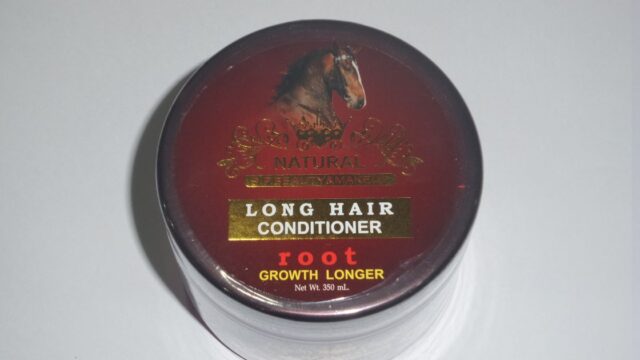 NATURAL
LONG HAIR
CONDITIONER
root
GROWTH LONGER
Net Wt. 350 mL.